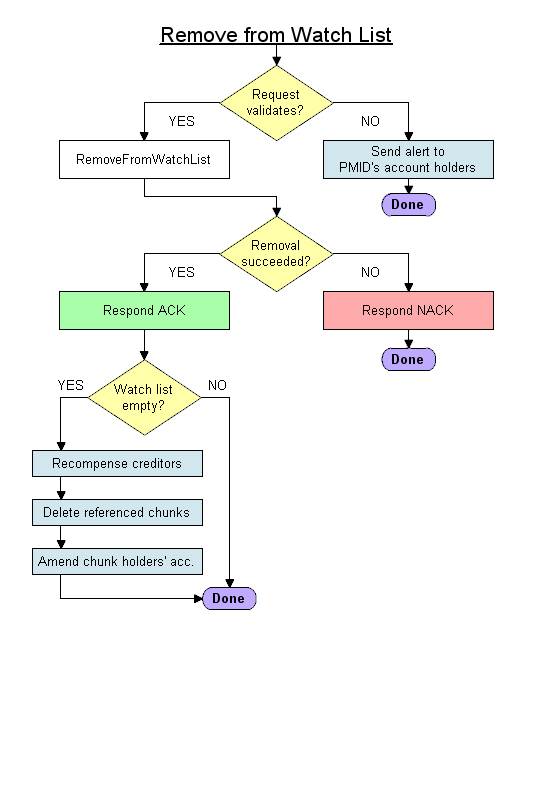 Remove from Watch List
Request
validates?
YES
NO
RemoveFromWatchList
Send alert to
PMID's account holders
Done
Removal
succeeded?
YES
NO
Respond ACK
Respond NACK
Done
Watch list
empty?
YES
NO
Recompense creditors
Delete referenced chunks
Amend chunk holders' acc.
Done